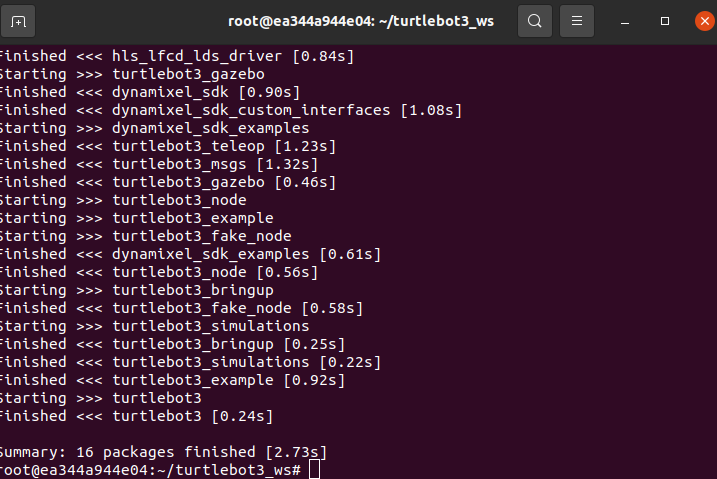 root@ea344a944e04: ~/turtlebot3_ws
Finished <<< hls_lfcd_lds_driver [0.84s]
Starting >>> turtlebot3_gazebo
Finished <<< dynamixel_sdk [0.90s]
Finished <<< dynamixel_sdk_custom_interfaces [1.08s]
Starting >>> dynamixel_sdk_examples
Finished <<< turtlebot3_teleop [1.23s]
Finished <<< turtlebot3_msgs [1.32s]
Finished <<< turtlebot3_gazebo [0.46s]
Starting >>> turtlebot3_node
Starting >>> turtlebot3_example
Starting >>> turtlebot3_fake_node
Finished <<< dynamixel_sdk_examples [0.61s]
Finished <<< turtlebot3_node [0.56s]
Starting >>> turtlebot3_bringup
Finished <<< turtlebot3_fake_node [0.58s]
Starting >>> turtlebot3_simulations
Finished <<< turtlebot3_bringup [0.25s]
Finished <<< turtlebot3_simulations [0.22s]
Finished <<< turtlebot3_example [0.92s]
Starting >>> turtlebot3
Finished <<< turtlebot3 [0.24s]
Summary: 16 packages finished [2.73s]
root@ea344a944e04:~/turtlebot3_ws#